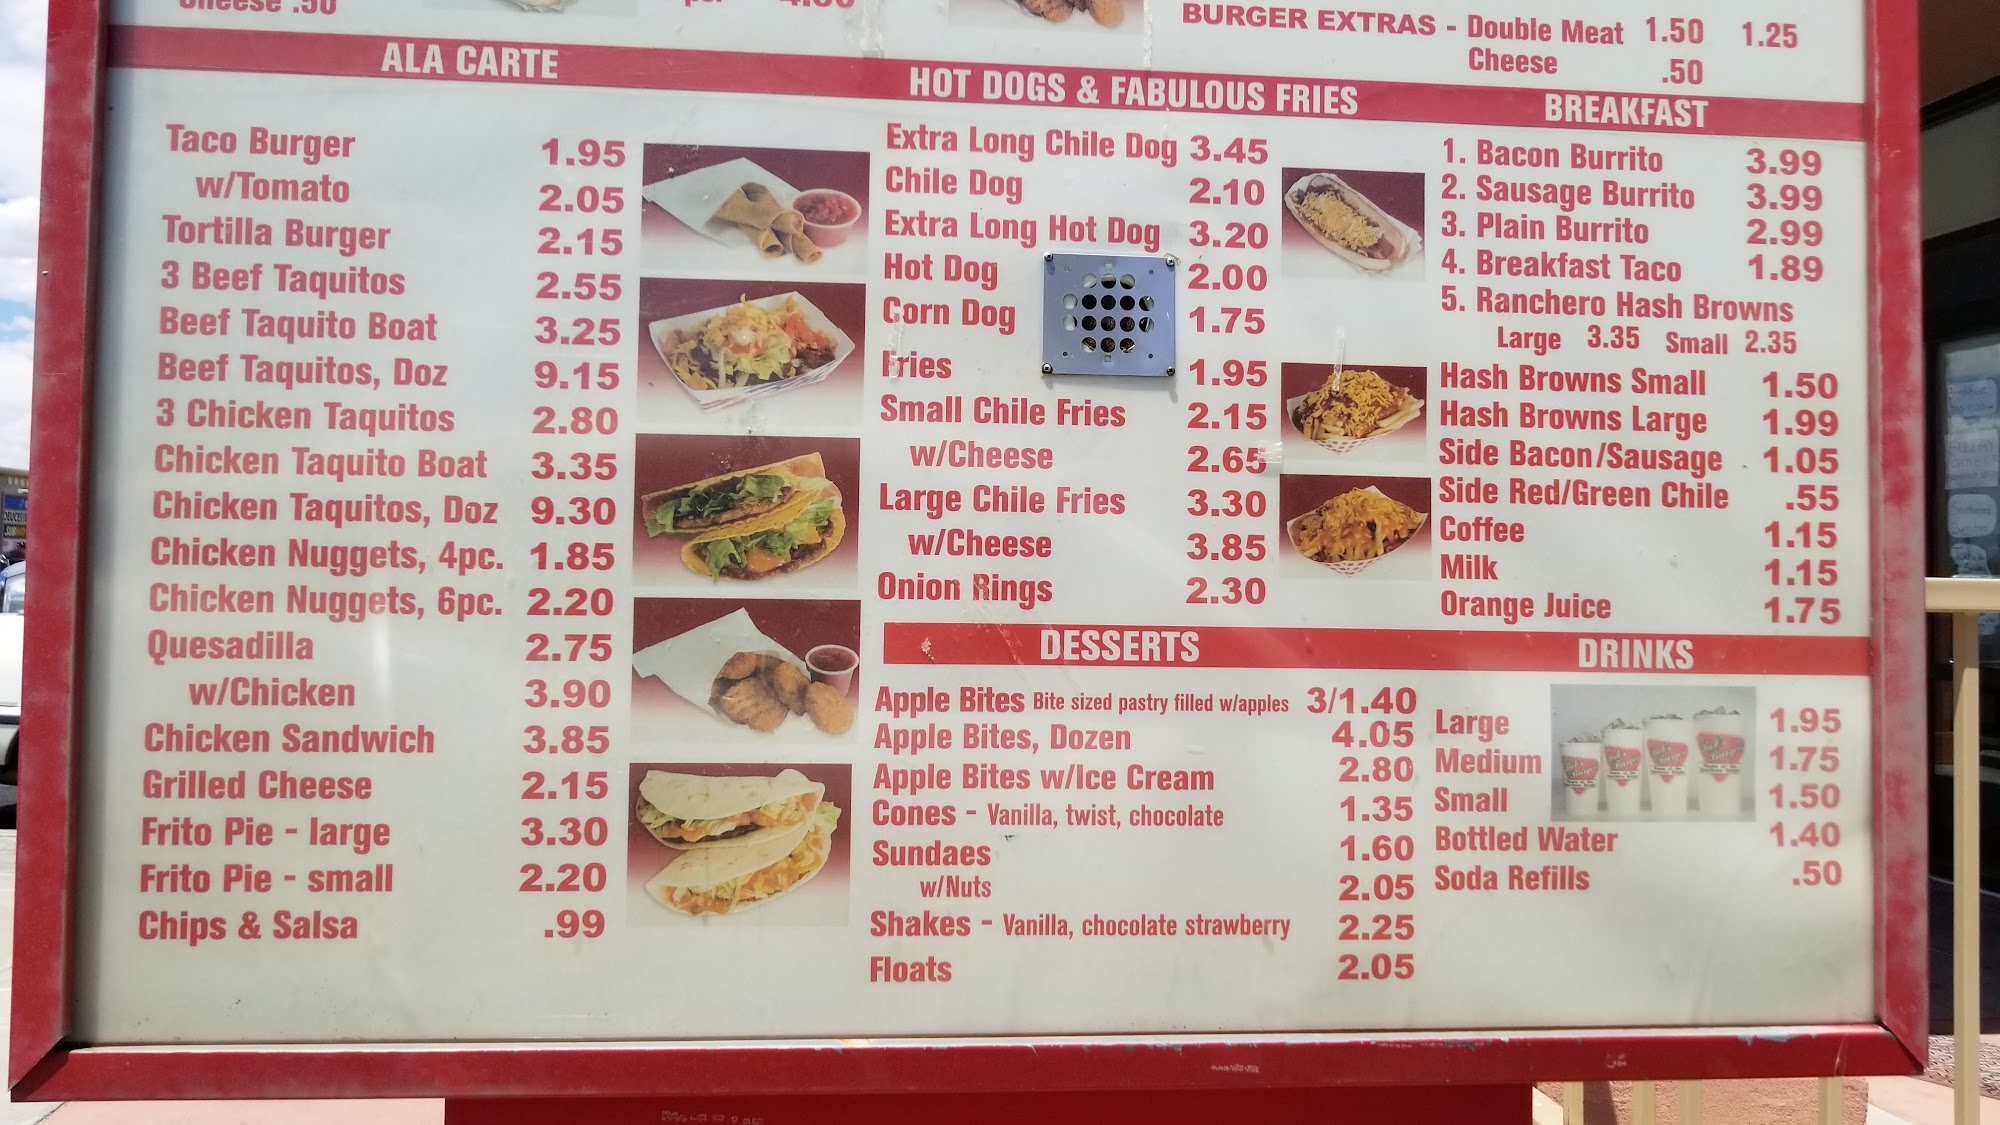 Cheese .50
BURGER EXTRAS - Double Meat 1.50 1.25
Cheese .50
ALA CARTE
Taco Burger 1.95
w/Tomato 2.05
Tortilla Burger 2.15
3 Beef Taquitos 2.55
Beef Taquito Boat 3.25
Beef Taquitos, Doz 9.15
3 Chicken Taquitos 2.80
Chicken Taquito Boat 3.35
Chicken Taquitos, Doz 9.30
Chicken Nuggets, 4pc. 1.85
Chicken Nuggets, 6pc. 2.20
Quesadilla 2.75
w/Chicken 3.90
Chicken Sandwich 3.85
Grilled Cheese 2.15
Frito Pie - large 3.30
Frito Pie - small 2.20
Chips & Salsa .99
HOT DOGS & FABULOUS FRIES
Extra Long Chile Dog 3.45
Chile Dog 2.10
Extra Long Hot Dog 3.20
Hot Dog 2.00
Corn Dog 1.75
Fries 1.95
Small Chile Fries 2.15
w/Cheese 2.65
Large Chile Fries 3.30
w/Cheese 3.85
Onion Rings 2.30
BREAKFAST
1. Bacon Burrito 3.99
2. Sausage Burrito 3.99
3. Plain Burrito 2.99
4. Breakfast Taco 1.89
5. Ranchero Hash Browns
Large 3.35 Small 2.35
Hash Browns Small 1.50
Hash Browns Large 1.99
Side Bacon/Sausage 1.05
Side Red/Green Chile .55
Coffee 1.15
Milk 1.15
Orange Juice 1.75
DESSERTS
Apple Bites Bite sized pastry filled w/apples 3/1.40
Apple Bites, Dozen 4.05
Apple Bites w/Ice Cream 2.80
Cones - Vanilla, twist, chocolate 1.35
Sundaes 1.60
w/Nuts 2.05
Shakes - Vanilla, chocolate strawberry 2.25
Floats 2.05
DRINKS
Large 1.95
Medium 1.75
Small 1.50
Bottled Water 1.40
Soda Refills .50